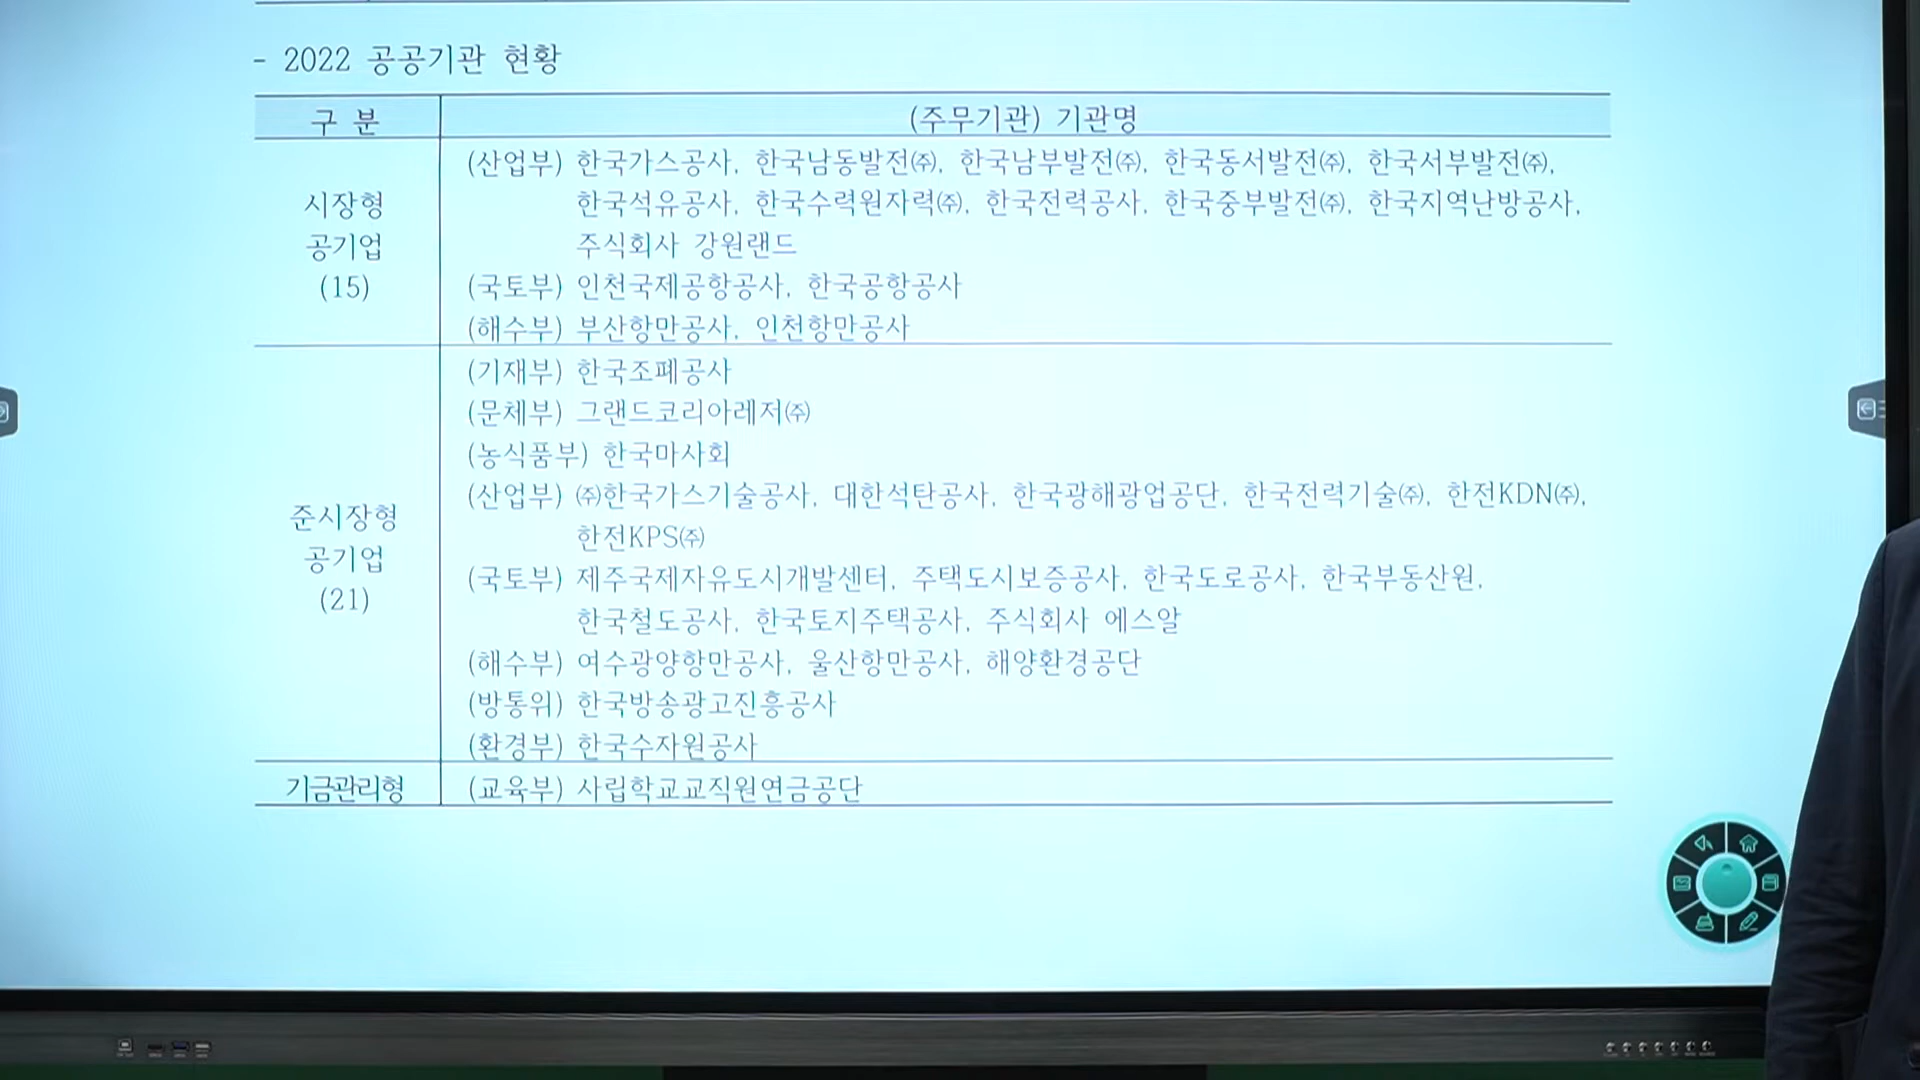 - 2022 공공기관 현황
구 분
(주무기관) 기관명
시장형
공기업
(15)
(산업부) 한국가스공사, 한국남동발전㈜, 한국남부발전㈜, 한국동서발전㈜, 한국서부발전㈜,
한국석유공사, 한국수력원자력㈜, 한국전력공사, 한국중부발전㈜, 한국지역난방공사,
주식회사 강원랜드
(국토부) 인천국제공항공사, 한국공항공사
(해수부) 부산항만공사, 인천항만공사
준시장형
공기업
(21)
(기재부) 한국조폐공사
(문체부) 그랜드코리아레저㈜
(농식품부) 한국마사회
(산업부) ㈜한국가스기술공사, 대한석탄공사, 한국광해광업공단, 한국전력기술㈜, 한전KDN㈜,
한전KPS㈜
(국토부) 제주국제자유도시개발센터, 주택도시보증공사, 한국도로공사, 한국부동산원,
한국철도공사, 한국토지주택공사, 주식회사 에스알
(해수부) 여수광양항만공사, 울산항만공사, 해양환경공단
(방통위) 한국방송광고진흥공사
(환경부) 한국수자원공사
기금관리형
(교육부) 사립학교교직원연금공단